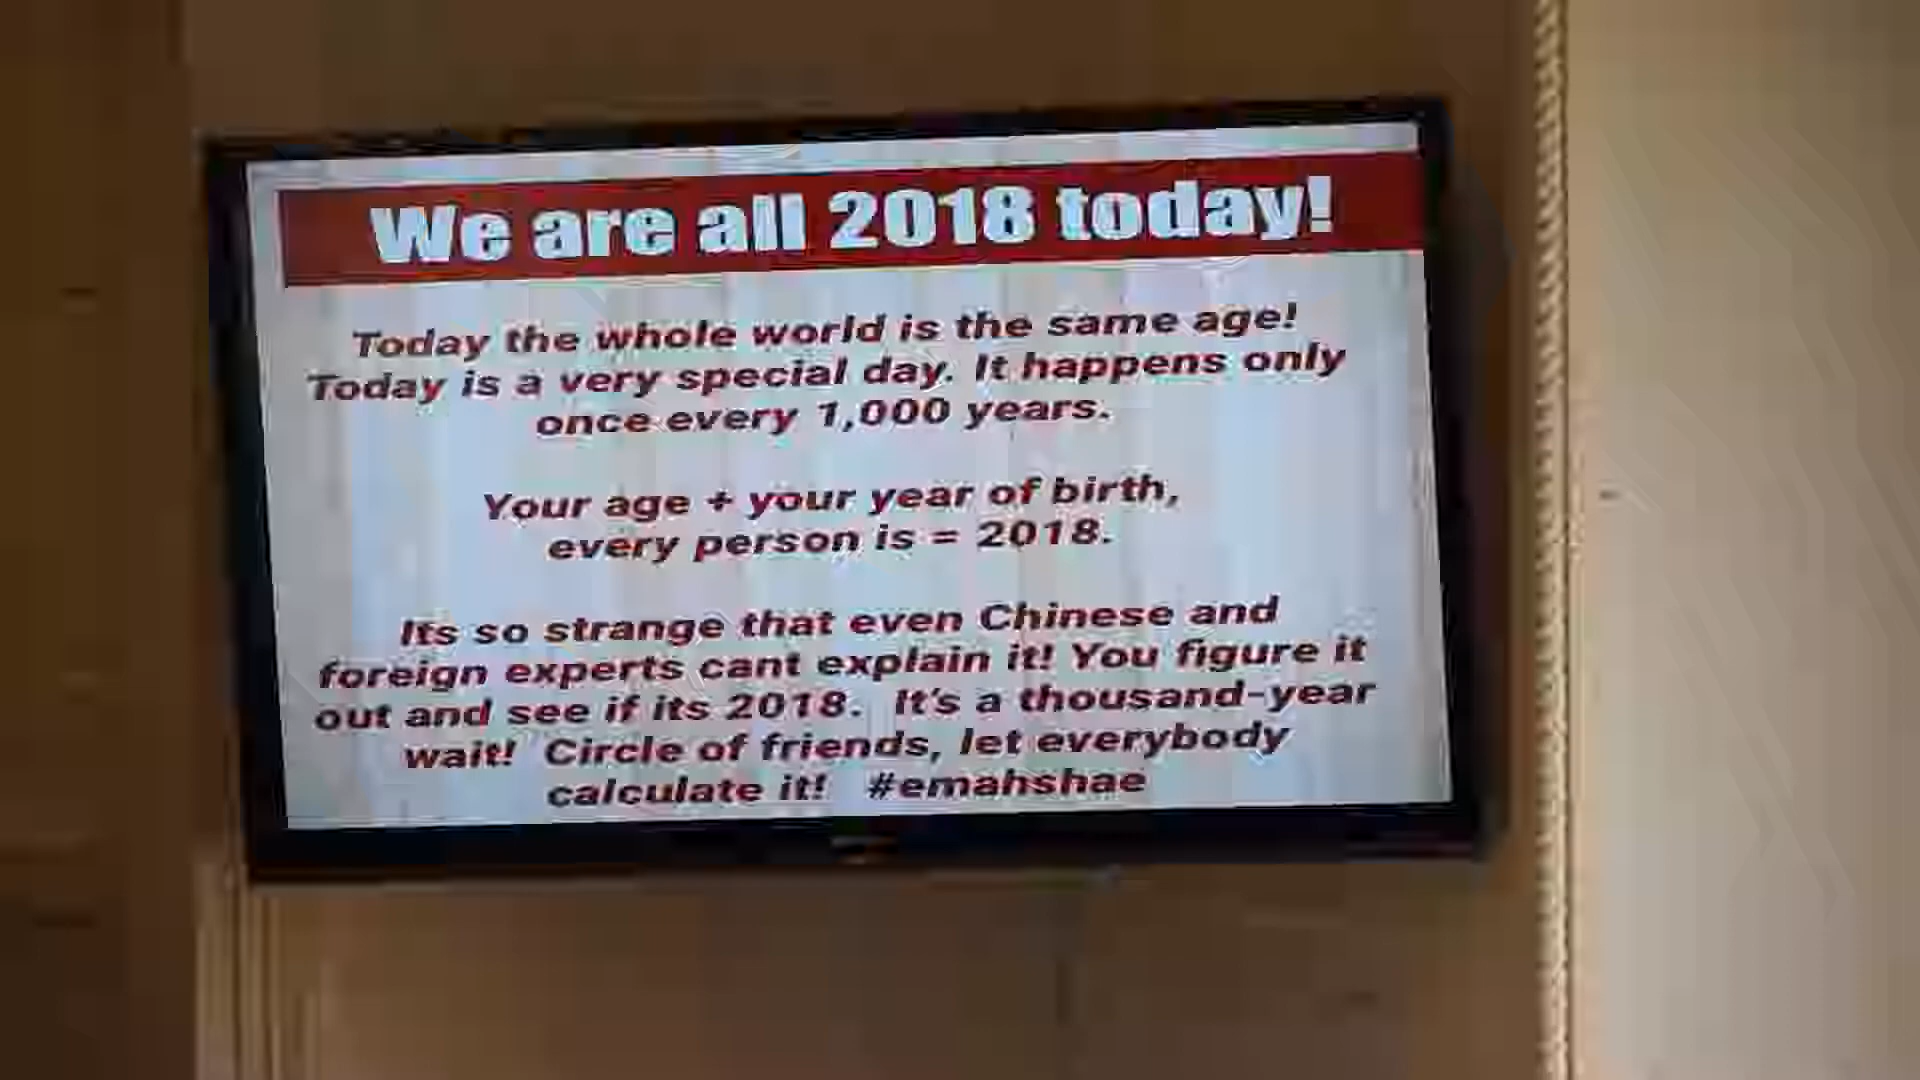 We are all 2018 today!
Today the whole world is the same age!
Today is a very special day. It happens only
once every 1,000 years.
Your age + your year of birth,
every person is = 2018.
Its so strange that even Chinese and
foreign experts cant explain it! You figure it
out and see if its 2018. It's a thousand-year
wait! Circle of friends, let everybody
calculate it! #emahshae